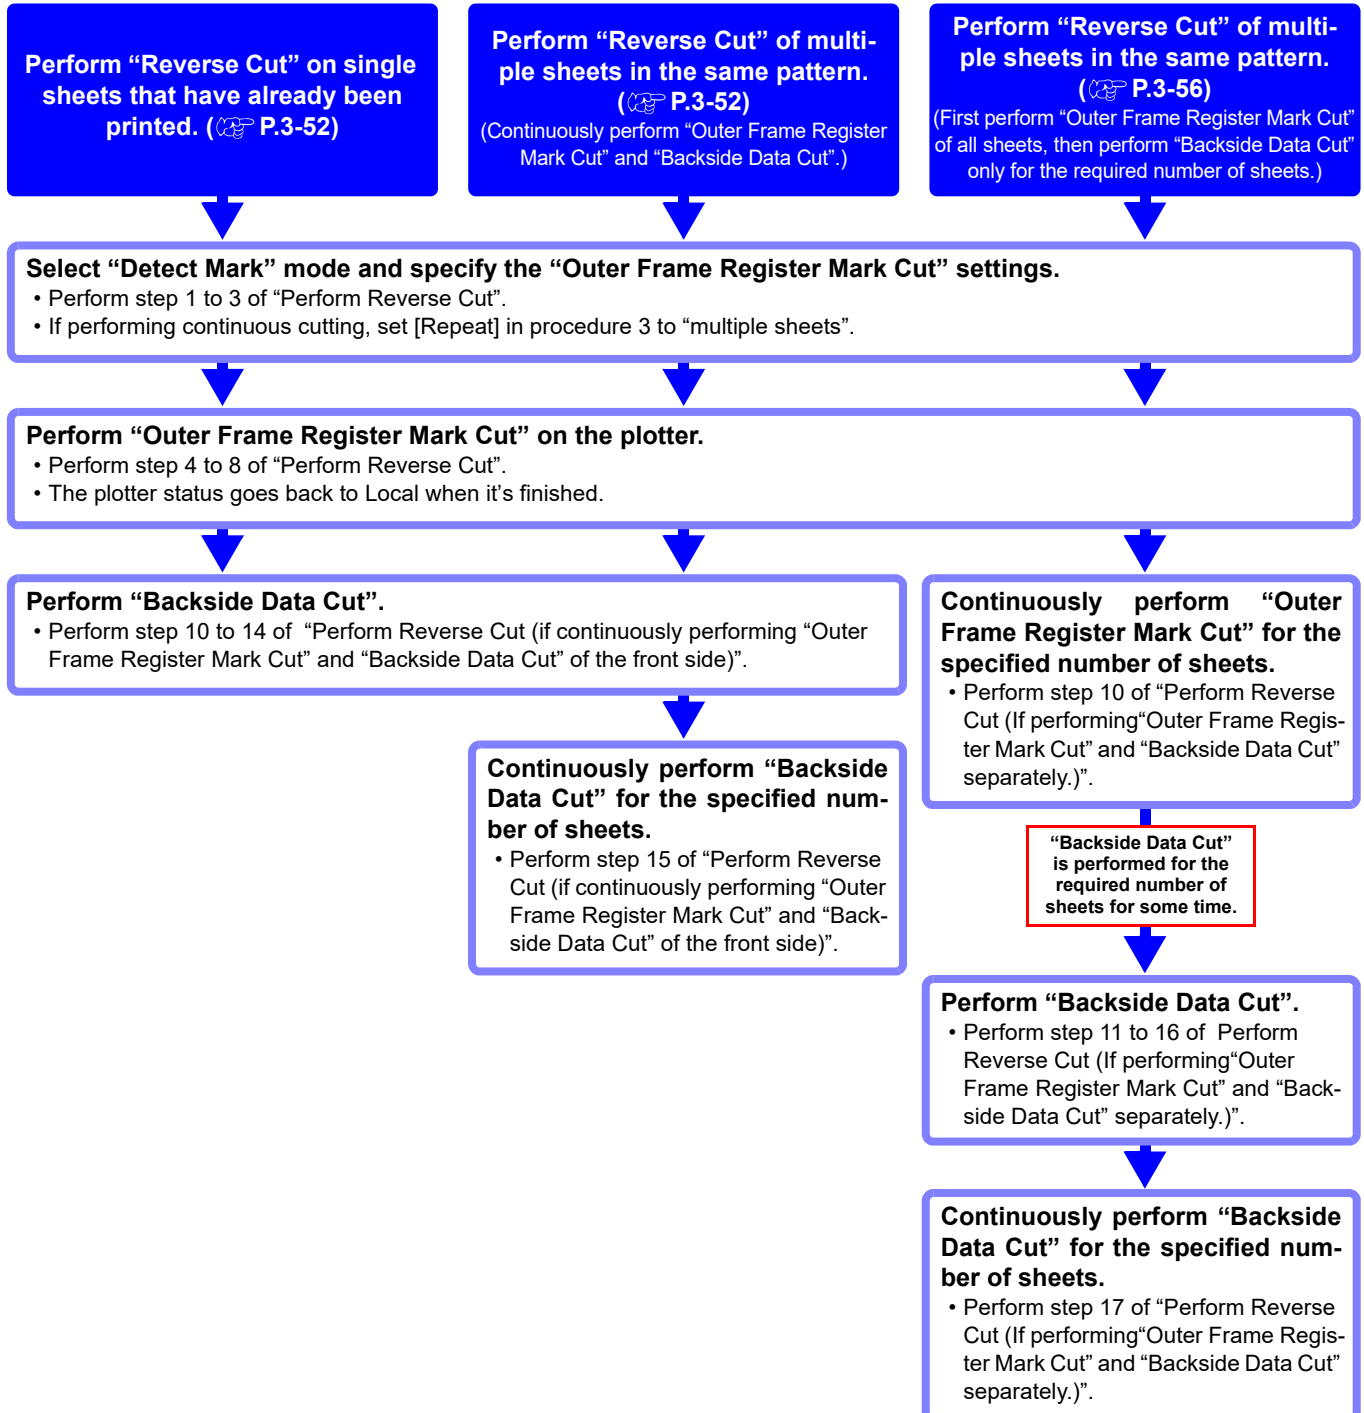 Perform “Reverse Cut” on single
sheets that have already been
printed. (☞ P.3-52)
Perform “Reverse Cut” of multi-
ple sheets in the same pattern.
(☞ P.3-52)
(Continuously perform “Outer Frame Register
Mark Cut” and “Backside Data Cut”.)
Perform “Reverse Cut” of multi-
ple sheets in the same pattern.
(☞ P.3-56)
(First perform “Outer Frame Register Mark Cut”
of all sheets, then perform “Backside Data Cut”
only for the required number of sheets.)
Select “Detect Mark” mode and specify the “Outer Frame Register Mark Cut” settings.
• Perform step 1 to 3 of “Perform Reverse Cut”.
• If performing continuous cutting, set [Repeat] in procedure 3 to “multiple sheets”.
Perform “Outer Frame Register Mark Cut” on the plotter.
• Perform step 4 to 8 of “Perform Reverse Cut”.
• The plotter status goes back to Local when it’s finished.
Perform “Backside Data Cut”.
• Perform step 10 to 14 of “Perform Reverse Cut (if continuously performing “Outer
Frame Register Mark Cut” and “Backside Data Cut” of the front side)”.
Continuously perform “Backside
Data Cut” for the specified num-
ber of sheets.
• Perform step 15 of “Perform Reverse
Cut (if continuously performing “Outer
Frame Register Mark Cut” and “Back-
side Data Cut” of the front side)”.
Continuously perform “Outer
Frame Register Mark Cut” for the
specified number of sheets.
• Perform step 10 of “Perform Reverse
Cut (If performing“Outer Frame Regis-
ter Mark Cut” and “Backside Data Cut”
separately.)”.
“Backside Data Cut”
is performed for the
required number of
sheets for some time.
Perform “Backside Data Cut”.
• Perform step 11 to 16 of Perform
Reverse Cut (If performing“Outer
Frame Register Mark Cut” and “Back-
side Data Cut” separately.)”.
Continuously perform “Backside
Data Cut” for the specified num-
ber of sheets.
• Perform step 17 of “Perform Reverse
Cut (If performing“Outer Frame Regis-
ter Mark Cut” and “Backside Data Cut”
separately.)”.